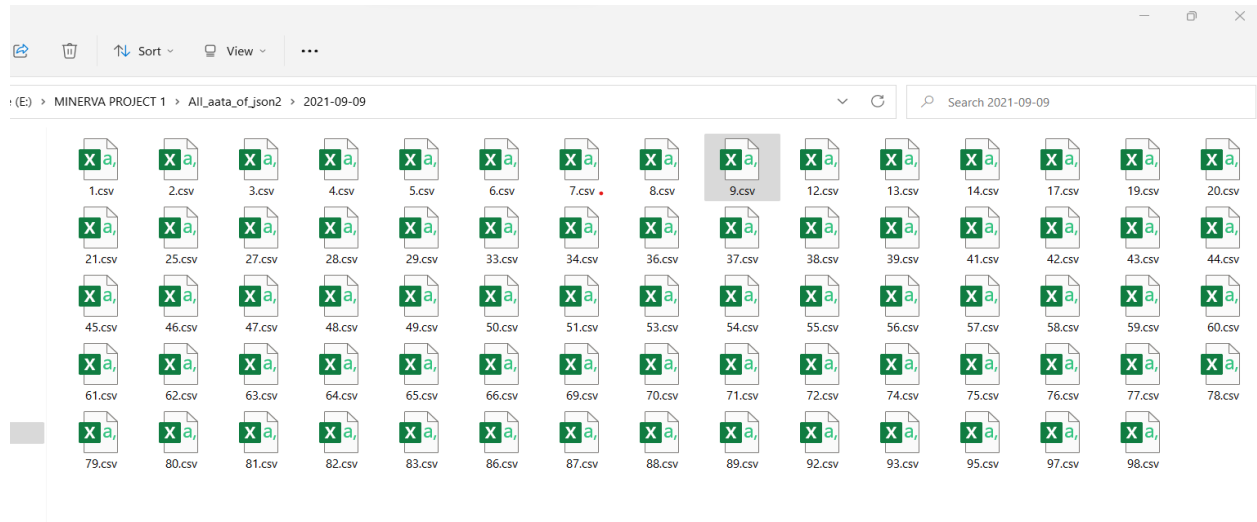 Sort View
(E:) > MINERVA PROJECT 1 > All_aata_of_json2 > 2021-09-09 Search 2021-09-09
1.csv 2.csv 3.csv 4.csv 5.csv 6.csv 7.csv 8.csv 9.csv 12.csv 13.csv 14.csv 17.csv 19.csv 20.csv
21.csv 25.csv 27.csv 28.csv 29.csv 33.csv 34.csv 36.csv 37.csv 38.csv 39.csv 41.csv 42.csv 43.csv 44.csv
45.csv 46.csv 47.csv 48.csv 49.csv 50.csv 51.csv 53.csv 54.csv 55.csv 56.csv 57.csv 58.csv 59.csv 60.csv
61.csv 62.csv 63.csv 64.csv 65.csv 66.csv 69.csv 70.csv 71.csv 72.csv 74.csv 75.csv 76.csv 77.csv 78.csv
79.csv 80.csv 81.csv 82.csv 83.csv 86.csv 87.csv 88.csv 89.csv 92.csv 93.csv 95.csv 97.csv 98.csv